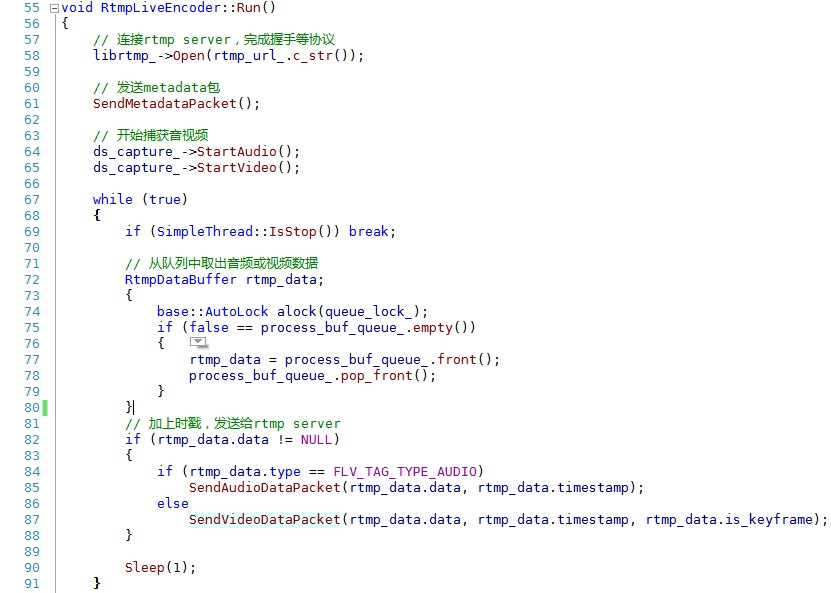 55 void RtmpLiveEncoder::Run()
56 {
57     // 连接rtmp server，完成握手等协议
58     librtmp_->Open(rtmp_url_.c_str());
59
60     // 发送metadata包
61     SendMetadataPacket();
62
63     // 开始捕获音视频
64     ds_capture_->StartAudio();
65     ds_capture_->StartVideo();
66
67     while (true)
68     {
69         if (SimpleThread::IsStop()) break;
70
71         // 从队列中取出音频或视频数据
72         RtmpDataBuffer rtmp_data;
73         {
74             base::AutoLock alock(queue_lock_);
75             if (false == process_buf_queue_.empty())
76             {
77                 rtmp_data = process_buf_queue_.front();
78                 process_buf_queue_.pop_front();
79             }
80         }
81         // 加上时戳，发送给rtmp server
82         if (rtmp_data.data != NULL)
83         {
84             if (rtmp_data.type == FLV_TAG_TYPE_AUDIO)
85                 SendAudioDataPacket(rtmp_data.data, rtmp_data.timestamp);
86             else
87                 SendVideoDataPacket(rtmp_data.data, rtmp_data.timestamp, rtmp_data.is_keyframe);
88         }
89
90         Sleep(1);
91     }